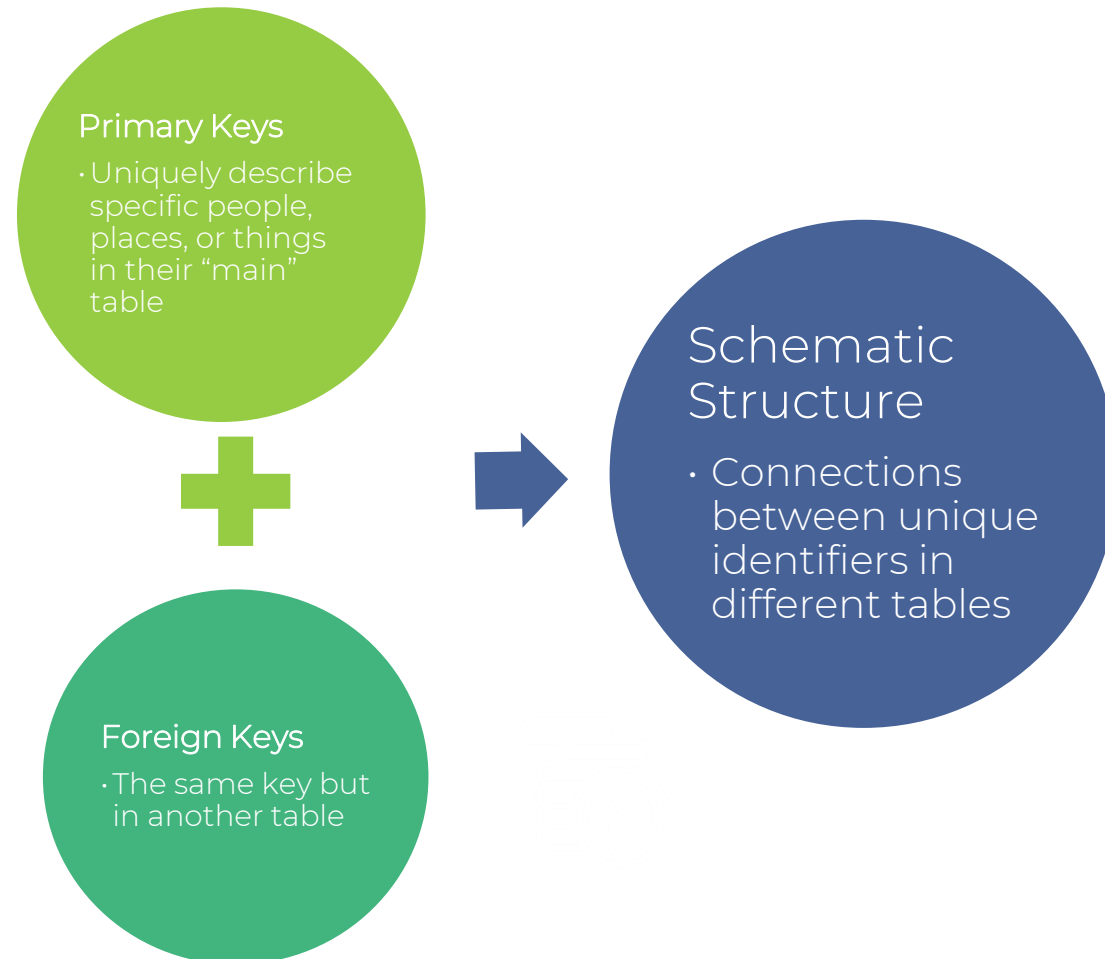 Primary Keys
· Uniquely describe
specific people,
places, or things
in their “main”
table
Foreign Keys
· The same key but
in another table
Schematic
Structure
· Connections
between unique
identifiers in
different tables